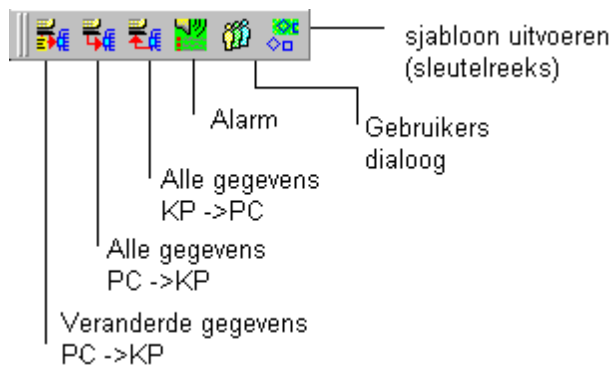 sjabloon uitvoeren
(sleutelreeks)
Alarm
Gebruikers
dialoog
Alle gegevens
KP ->PC
Alle gegevens
PC ->KP
Veranderde gegevens
PC ->KP